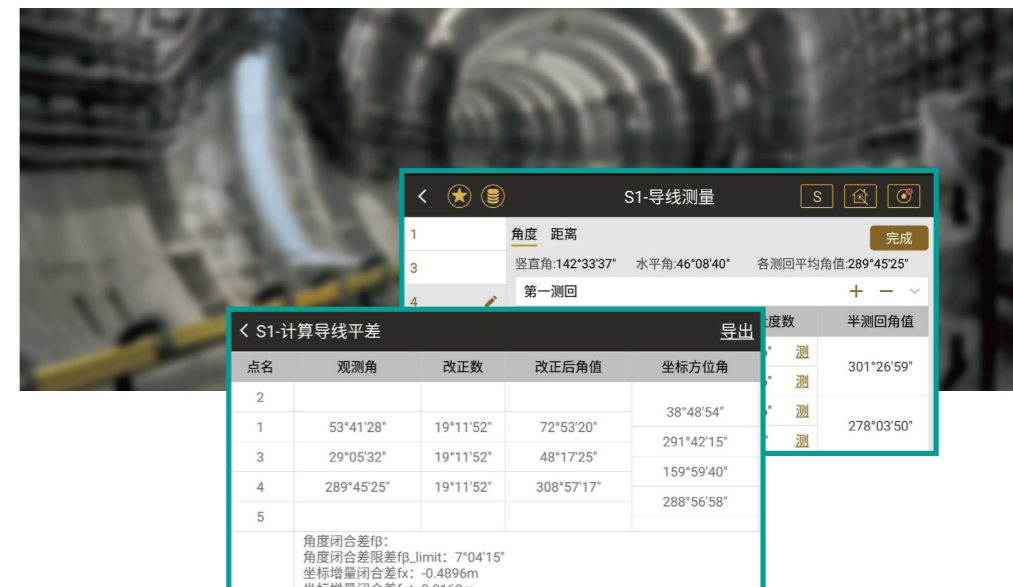 S1-导线测量
S
1
角度 距离
完成
3
竖直角:142°33'37" 水平角:46°08'40" 各测回平均角值:289°45'25"
4
第一测回
半测回角值
测
301°26'59"
测
测
278°03'50"
测
S1-计算导线平差
导出
点名 观测角 改正数 改正后角值 坐标方位角
2
38°48'54"
1 53°41'28" 19°11'52" 72°53'20"
291°42'15"
3 29°05'32" 19°11'52" 48°17'25"
159°59'40"
4 289°45'25" 19°11'52" 308°57'17"
288°56'58"
5
角度闭合差fβ:
角度闭合差限差fβ_limit: 7°04'15"
坐标增量闭合差fx: -0.4896m